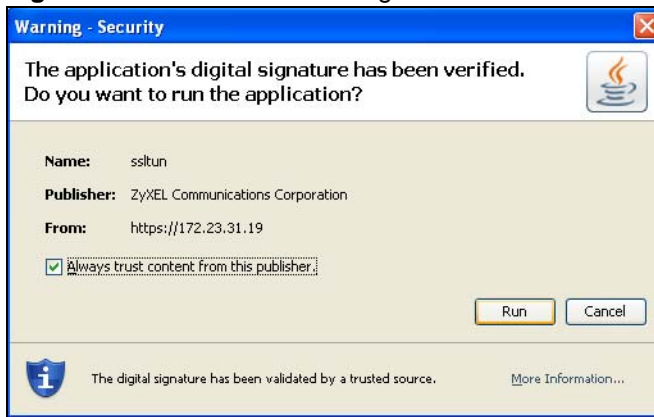 Warning - Security
The application's digital signature has been verified.
Do you want to run the application?
Name: ssltun
Publisher: ZyXEL Communications Corporation
From: https://172.23.31.19
Always trust content from this publisher.
Run Cancel
The digital signature has been validated by a trusted source. More Information...